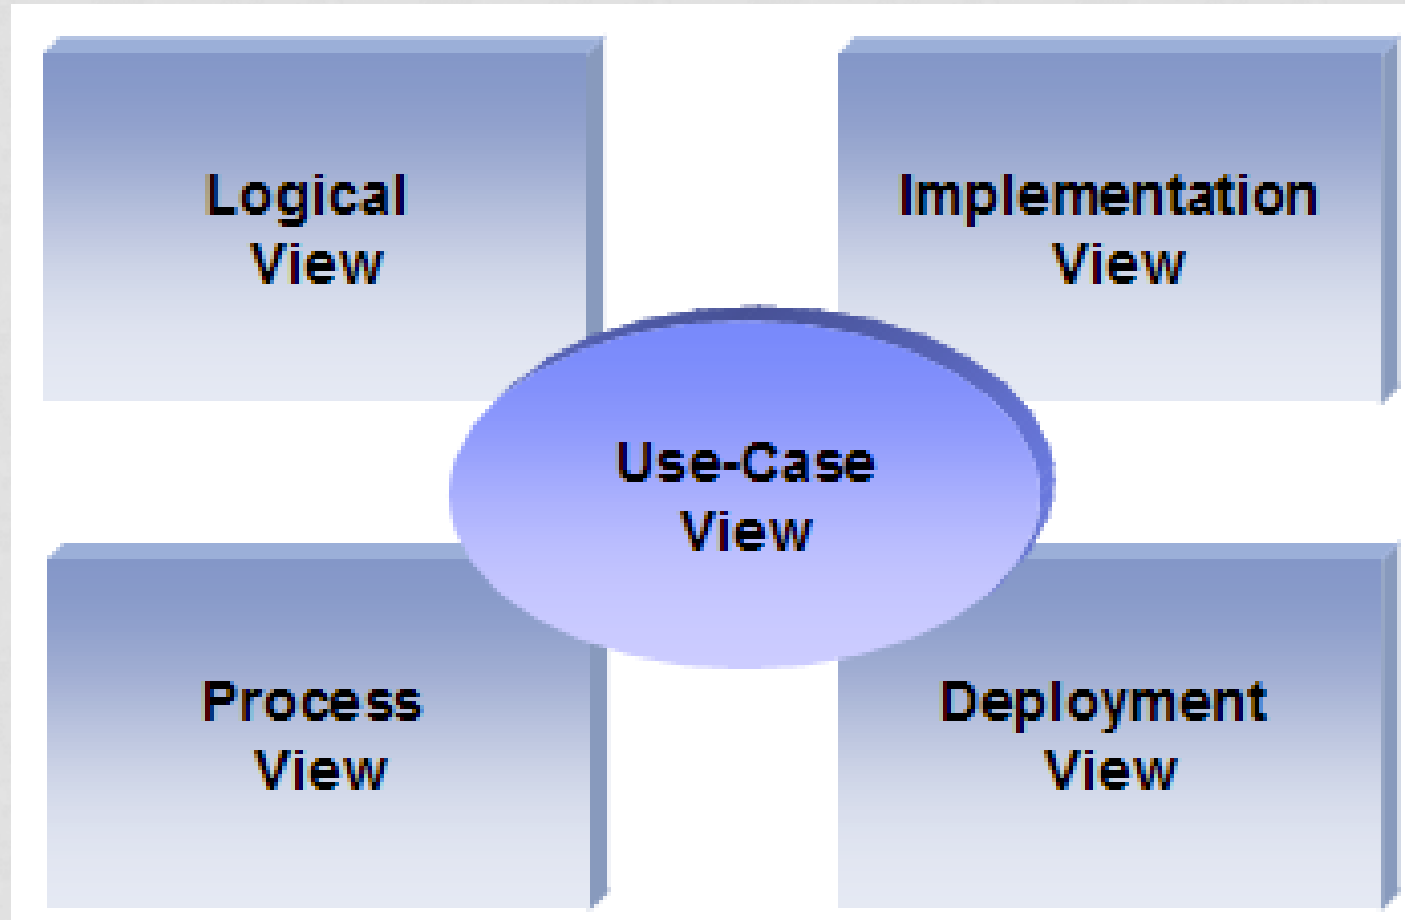 Logical
View
Implementation
View
Use-Case
View
Process
View
Deployment
View